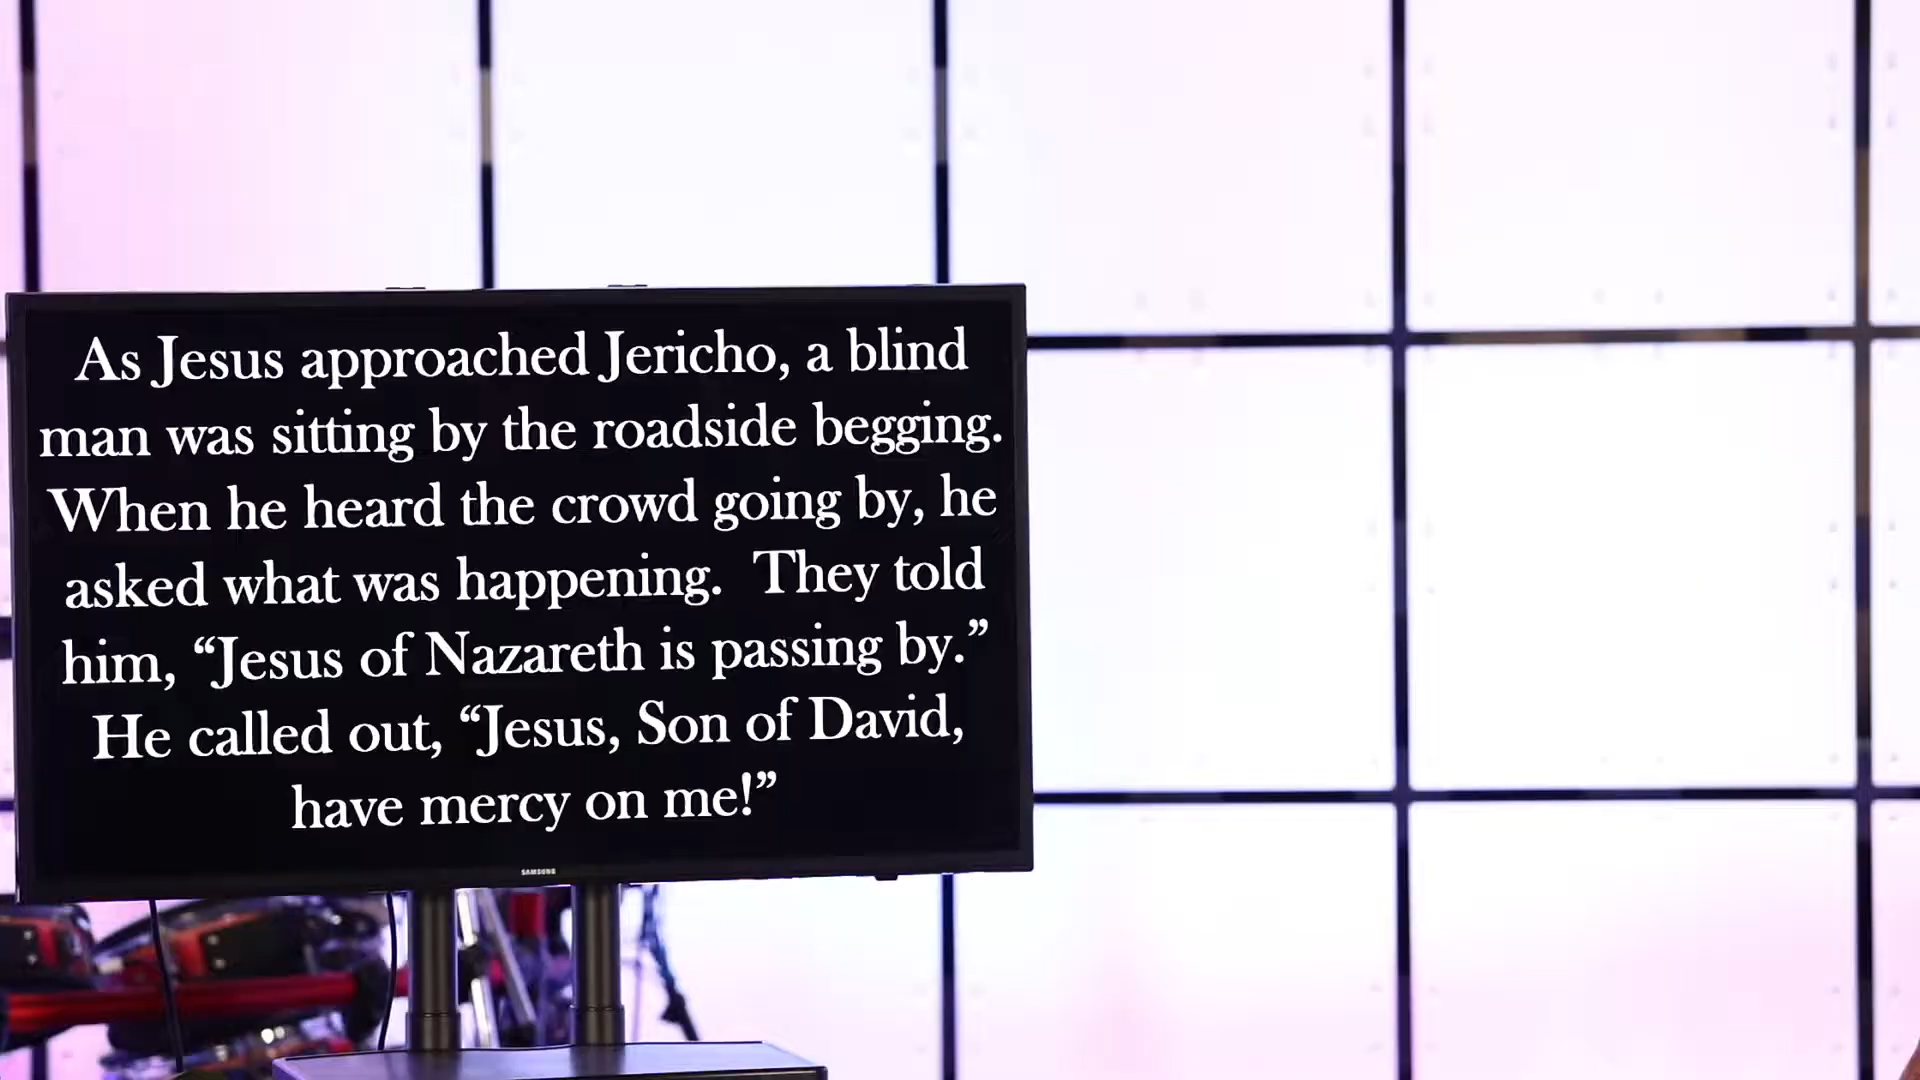 As Jesus approached Jericho, a blind
man was sitting by the roadside begging.
When he heard the crowd going by, he
asked what was happening.  They told
him, “Jesus of Nazareth is passing by.”
He called out, “Jesus, Son of David,
have mercy on me!”
SAMSUNG